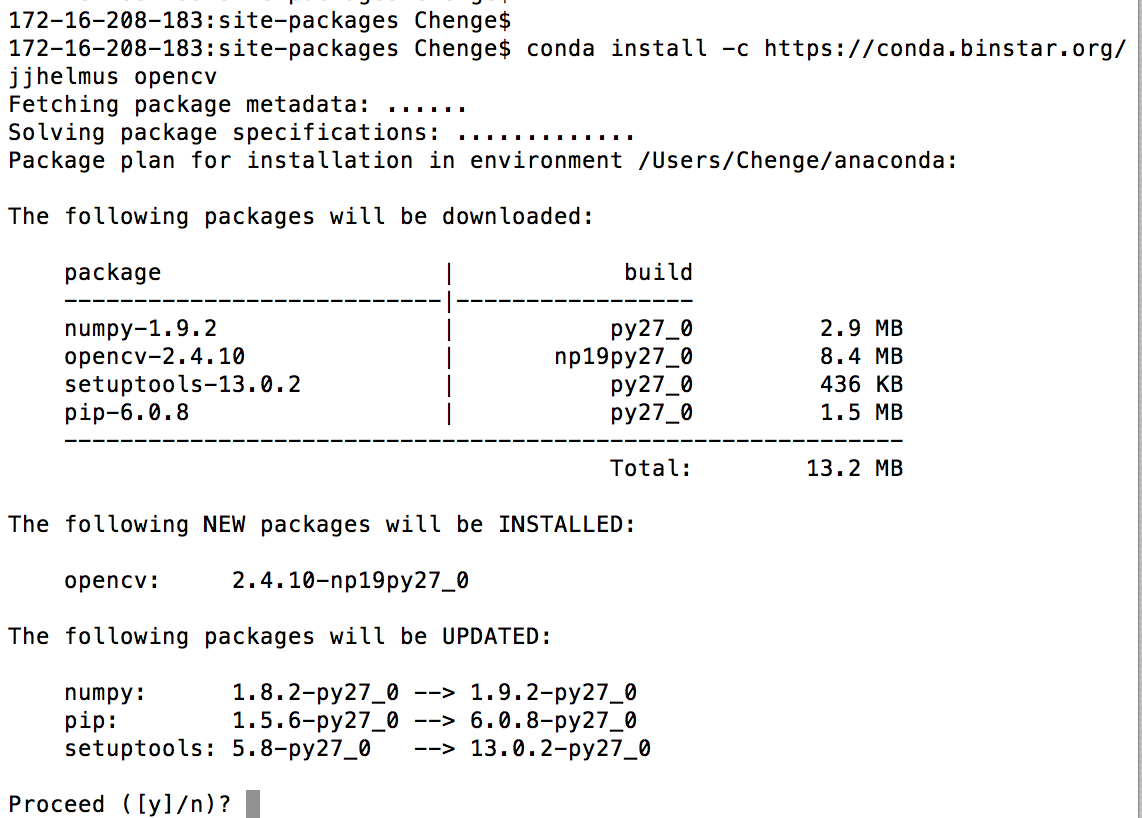 172-16-208-183:site-packages Chenge$
172-16-208-183:site-packages Chenge$ conda install -c https://conda.binstar.org/
jjhelmus opencv
Fetching package metadata: ......
Solving package specifications: .............
Package plan for installation in environment /Users/Chenge/anaconda:

The following packages will be downloaded:

    package                    |            build
    ---------------------------|-----------------
    numpy-1.9.2                |           py27_0         2.9 MB
    opencv-2.4.10              |       np19py27_0         8.4 MB
    setuptools-13.0.2          |           py27_0         436 KB
    pip-6.0.8                  |           py27_0         1.5 MB
    ------------------------------------------------------------
                                           Total:        13.2 MB

The following NEW packages will be INSTALLED:

    opencv:     2.4.10-np19py27_0

The following packages will be UPDATED:

    numpy:      1.8.2-py27_0 --> 1.9.2-py27_0
    pip:        1.5.6-py27_0 --> 6.0.8-py27_0
    setuptools: 5.8-py27_0   --> 13.0.2-py27_0

Proceed ([y]/n)?